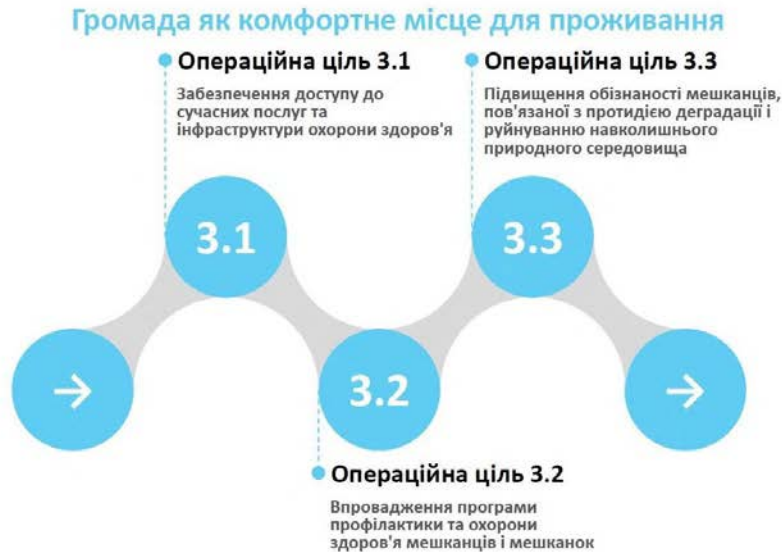 Громада як комфортне місце для проживання
Операційна ціль 3.1
Забезпечення доступу до
сучасних послуг та
інфраструктури охорони здоров'я
Операційна ціль 3.3
Підвищення обізнаності мешканців,
пов'язаної з протидією деградації і
руйнуванню навколишнього
природного середовища
3.1
3.3
→
3.2
→
Операційна ціль 3.2
Впровадження програми
профілактики та охорони
здоров'я мешканців і мешканок